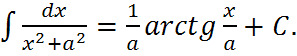 ∫ dx/(x²+a²) = 1/a arctg x/a + C.